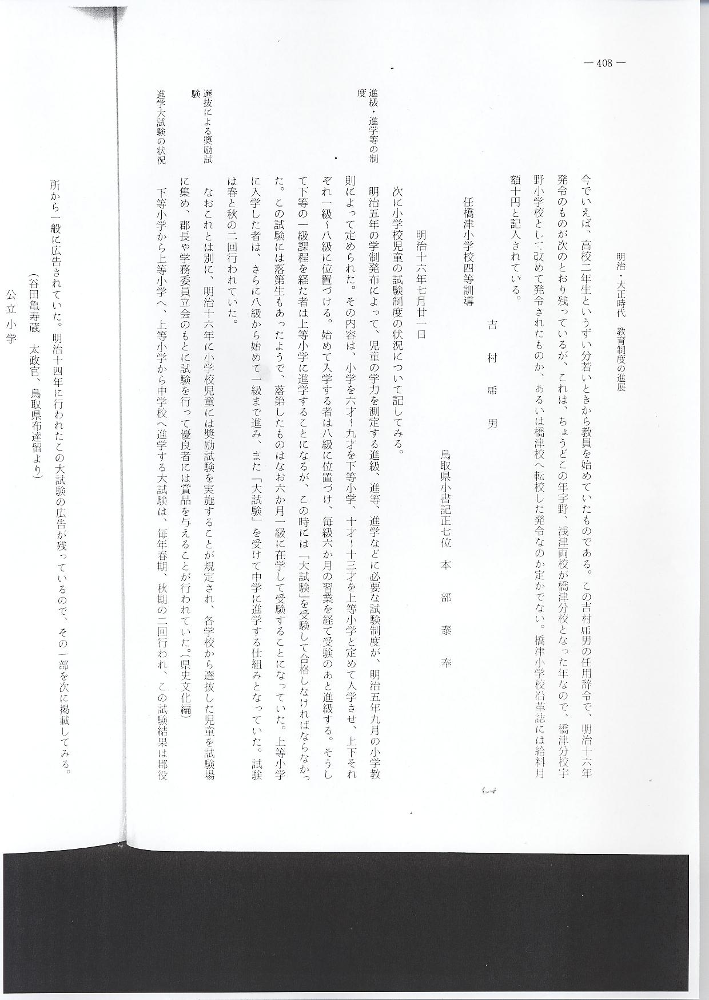 — 408 —
明治・大正時代　教育制度の進展
今でいえば、高校二年生というずい分若いときから教員を始めていたものである。この吉村乕男の任用辞令で、明治十六年
発令のものが次のとおり残っているが、これは、ちょうどこの年宇野、浅津両校が橋津分校となった年なので、橋津分校宇
野小学校として改めて発令されたものか、あるいは橋津校へ転校した発令なのか定かでない。橋津小学校沿革誌には給料月
額十円と記入されている。
吉村乕男
任橋津小学校四等訓導
鳥取県小書記正七位　本部泰奉
明治十六年七月廿一日
次に小学校児童の試験制度の状況について記してみる。
進級・進学等の制
度
明治五年の学制発布によって、児童の学力を測定する進級、進等、進学などに必要な試験制度が、明治五年九月の小学教
則によって定められた。その内容は、小学を六才〜九才を下等小学、十才〜十三才を上等小学と定めて入学させ、上下それ
ぞれ一級〜八級に位置づける。始めて入学する者は八級に位置づけ、毎級六か月の習業を経て受験のあと進級する。そうし
て下等の一級課程を経た者は上等小学に進学することになるが、この時には「大試験」を受験して合格しなければならなかっ
た。この試験には落第生もあったようで、落第したものはなお六か月一級に在学して受験することになっていた。上等小学
に入学した者は、さらに八級から始めて一級まで進み、また「大試験」を受けて中学に進学する仕組みとなっていた。試験
は春と秋の二回行われていた。
選抜による奨励試
験
なおこれとは別に、明治十六年に小学校児童には奨励試験を実施することが規定され、各学校から選抜した児童を試験場
に集め、郡長や学務委員立会のもとに試験を行って優良者には賞品を与えることが行われていた。（県史文化編）
進学大試験の状況
下等小学から上等小学へ、上等小学から中学校へ進学する大試験は、毎年春期、秋期の二回行われ、この試験結果は郡役
所から一般に広告されていた。明治十四年に行われたこの大試験の広告が残っているので、その一部を次に掲載してみる。
（谷田亀寿蔵　太政官、鳥取県布達留より）
公立小学